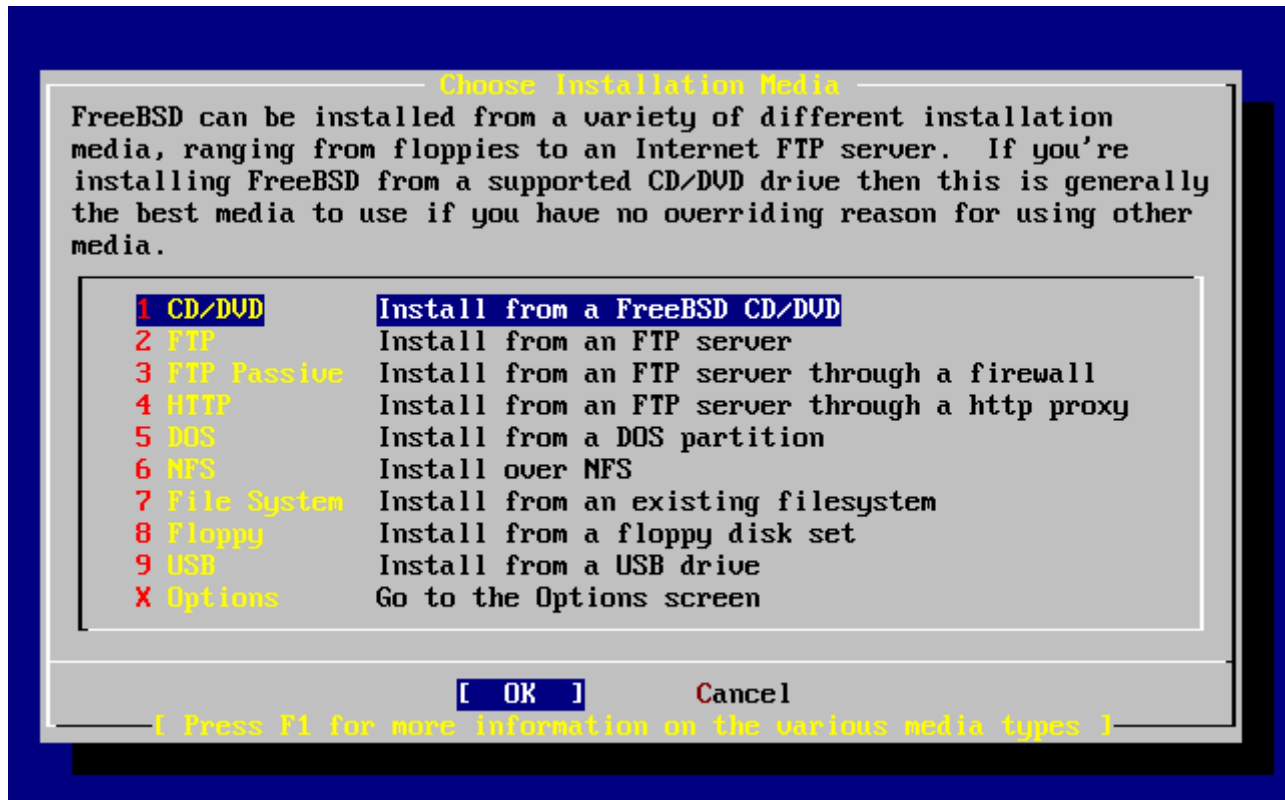 Choose Installation Media
FreeBSD can be installed from a variety of different installation
media, ranging from floppies to an Internet FTP server.  If you're
installing FreeBSD from a supported CD/DVD drive then this is generally
the best media to use if you have no overriding reason for using other
media.
1 CD/DVD Install from a FreeBSD CD/DVD
2 FTP Install from an FTP server
3 FTP Passive Install from an FTP server through a firewall
4 HTTP Install from an FTP server through a http proxy
5 DOS Install from a DOS partition
6 NFS Install over NFS
7 File System Install from an existing filesystem
8 Floppy Install from a floppy disk set
9 USB Install from a USB drive
X Options Go to the Options screen
[ OK ] Cancel
[ Press F1 for more information on the various media types ]